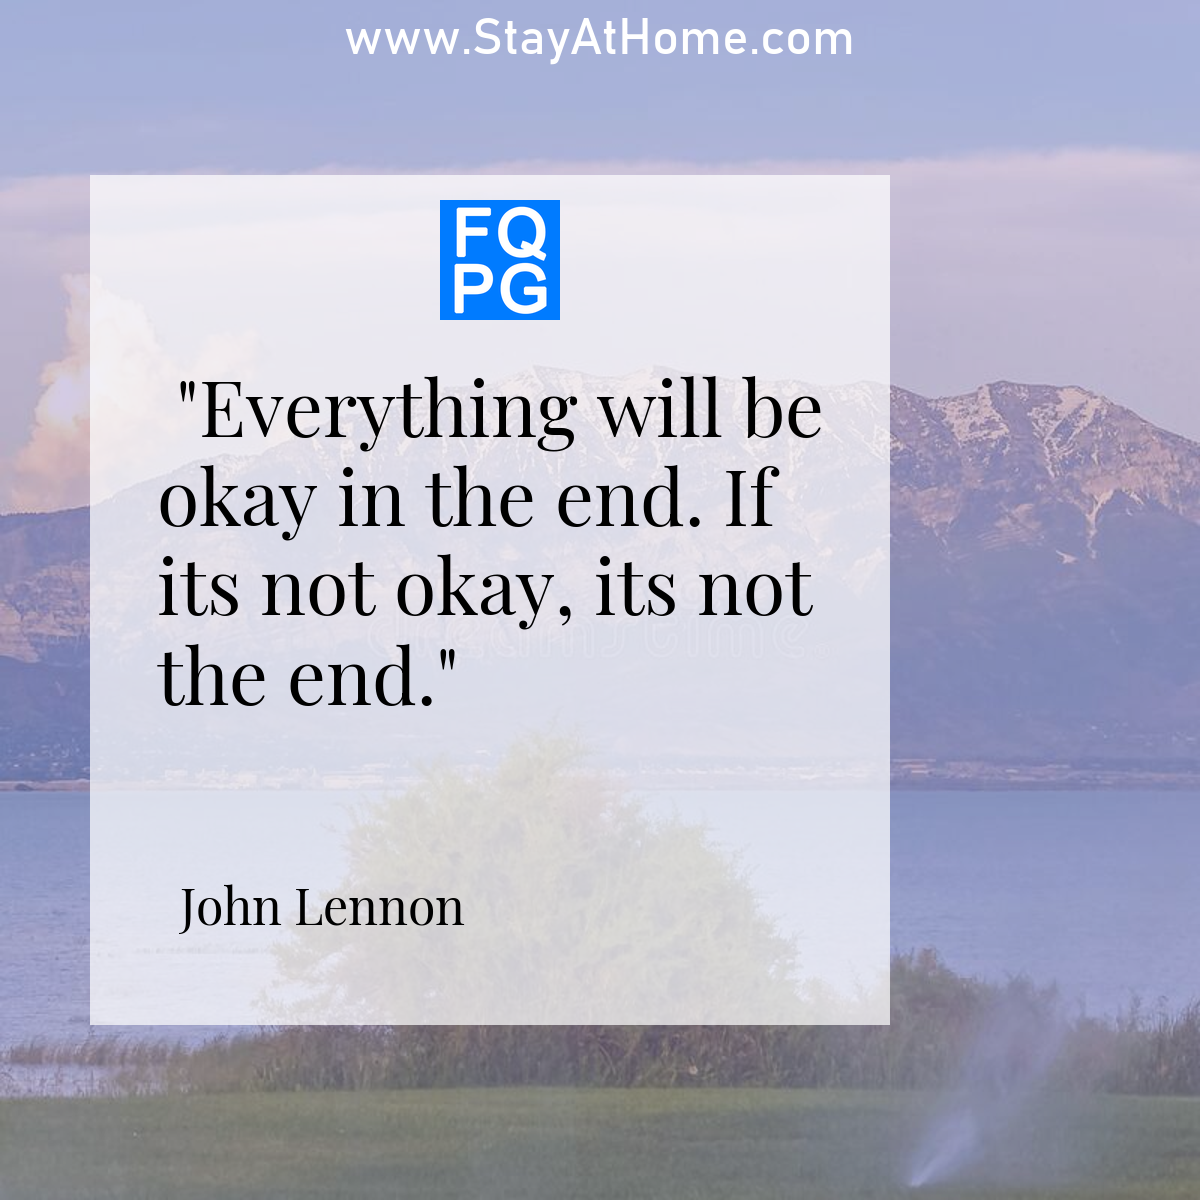 www.StayAtHome.com
FQ
PG
"Everything will be
okay in the end. If
its not okay, its not
the end."
dreamstime
John Lennon